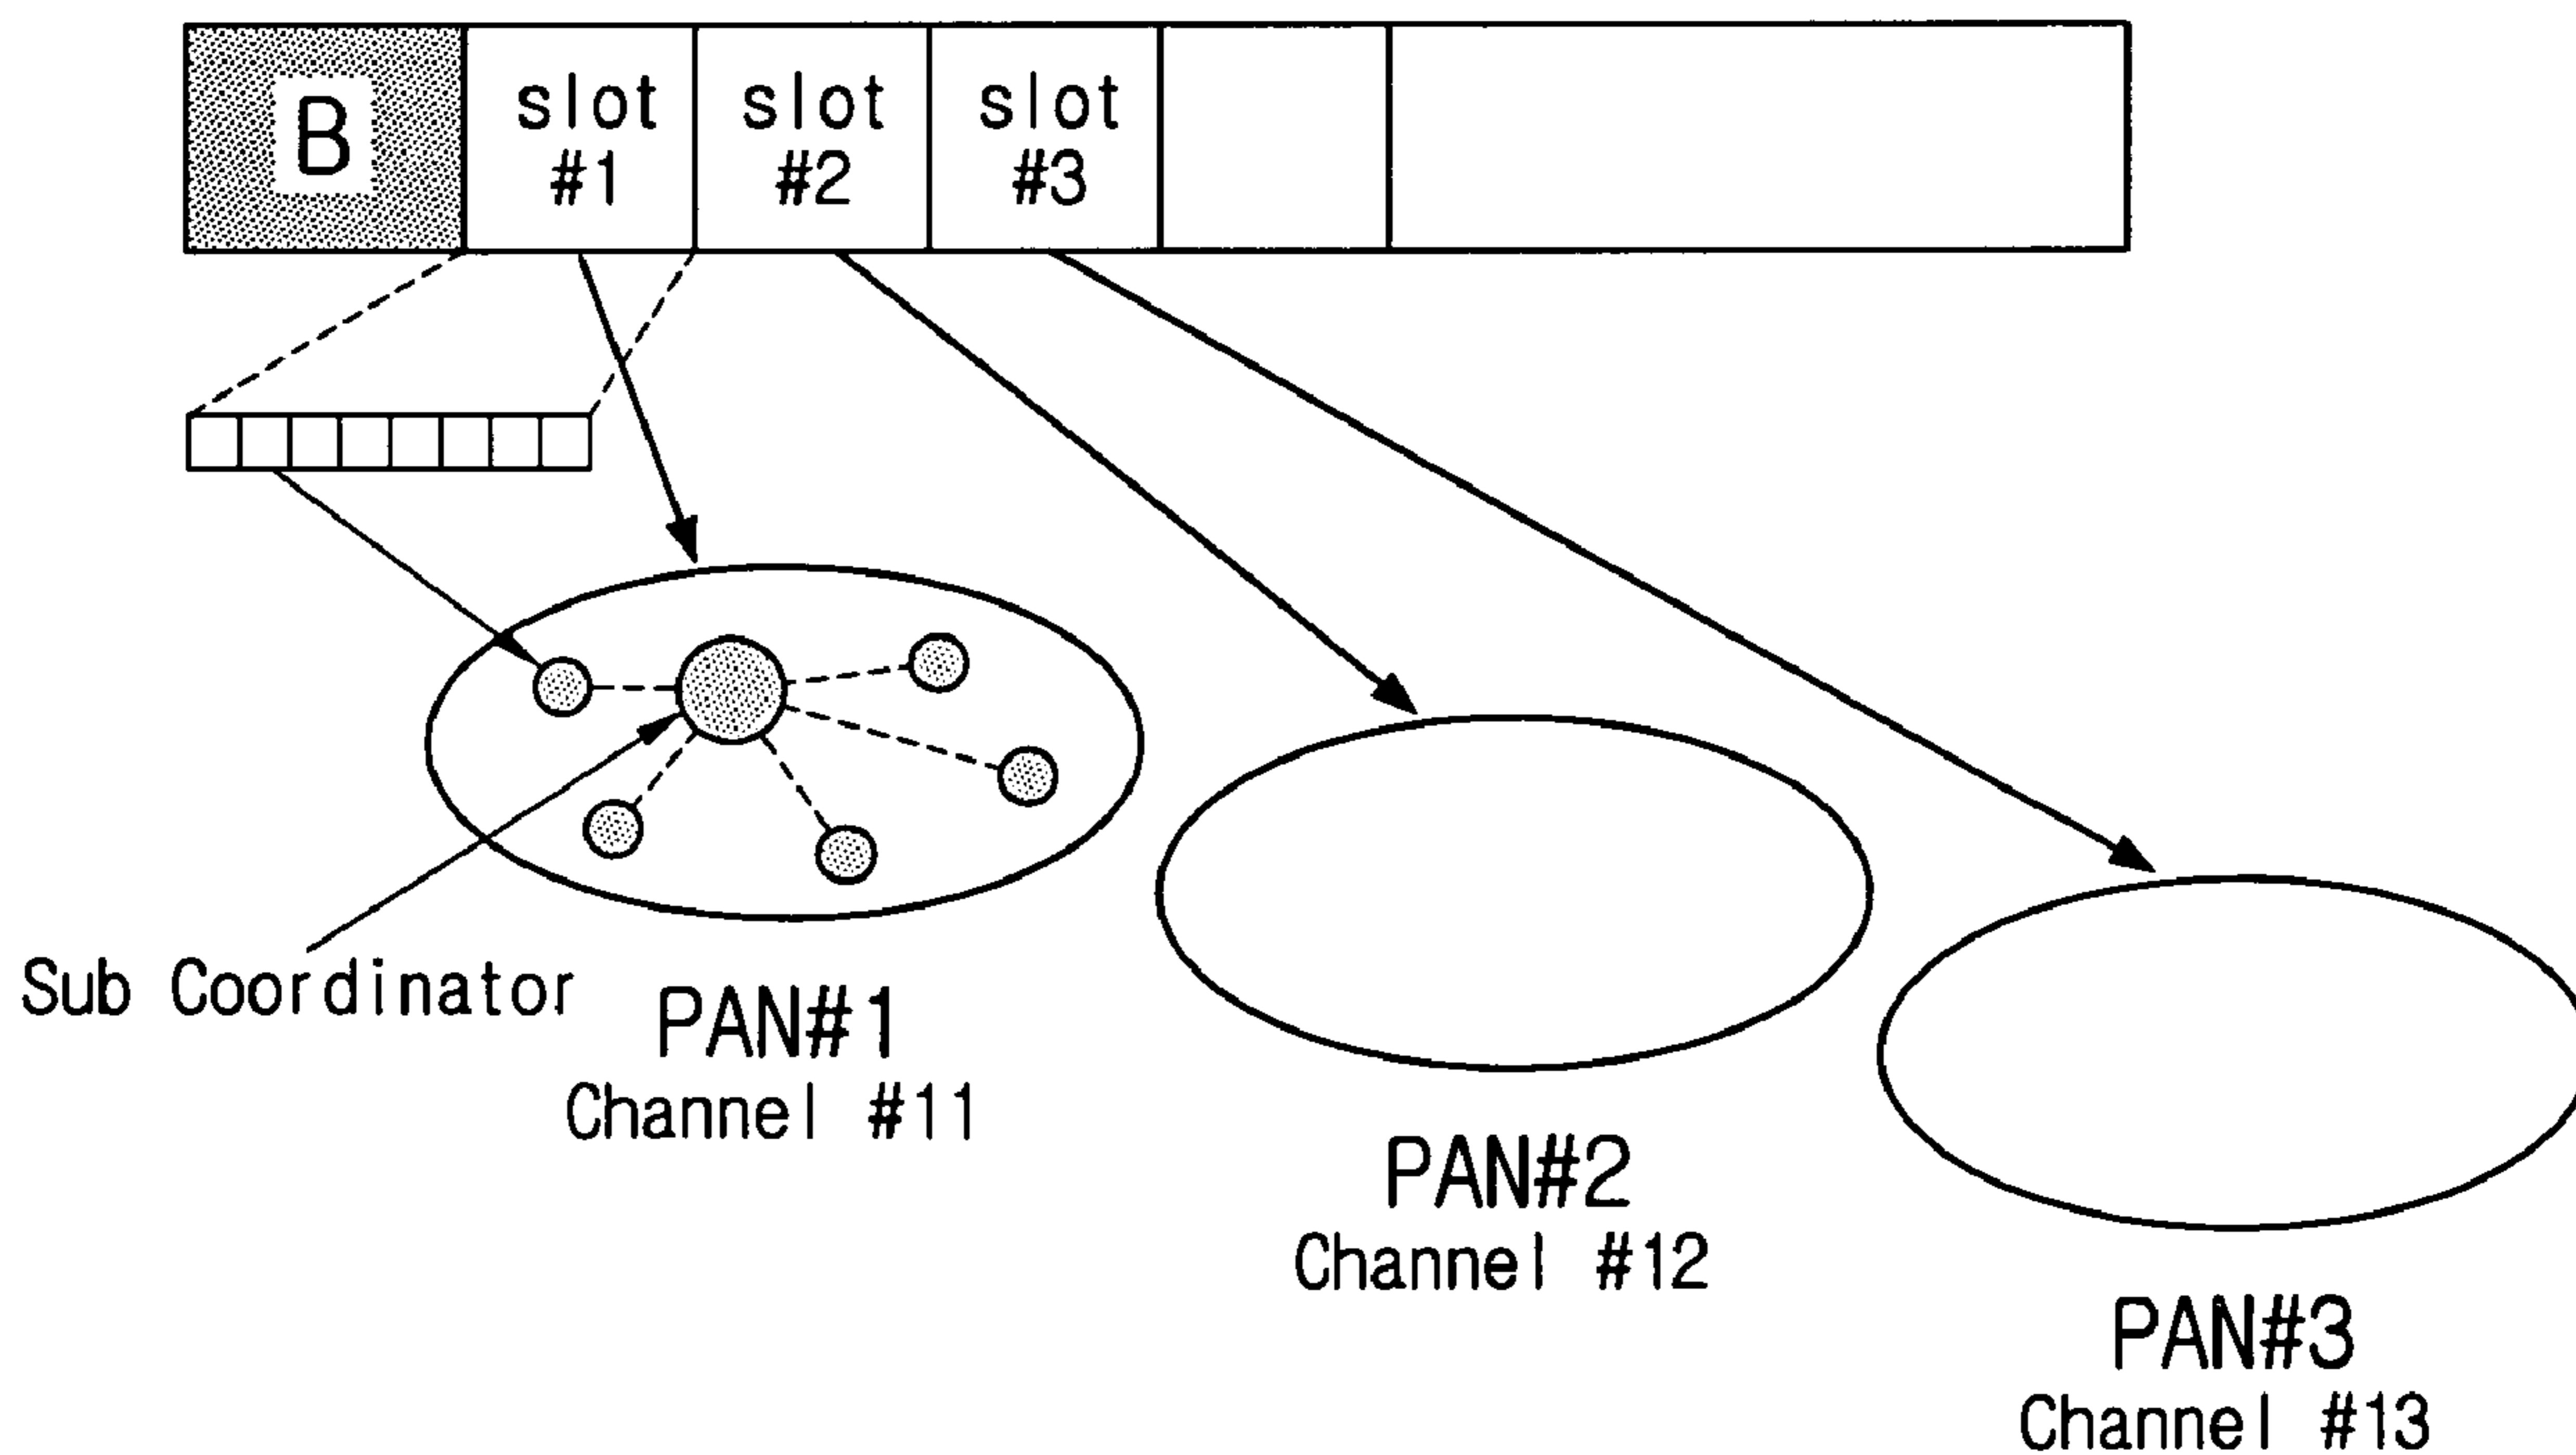 B
slot
#1
slot
#2
slot
#3
Sub Coordinator
PAN#1
Channel #11
PAN#2
Channel #12
PAN#3
Channel #13